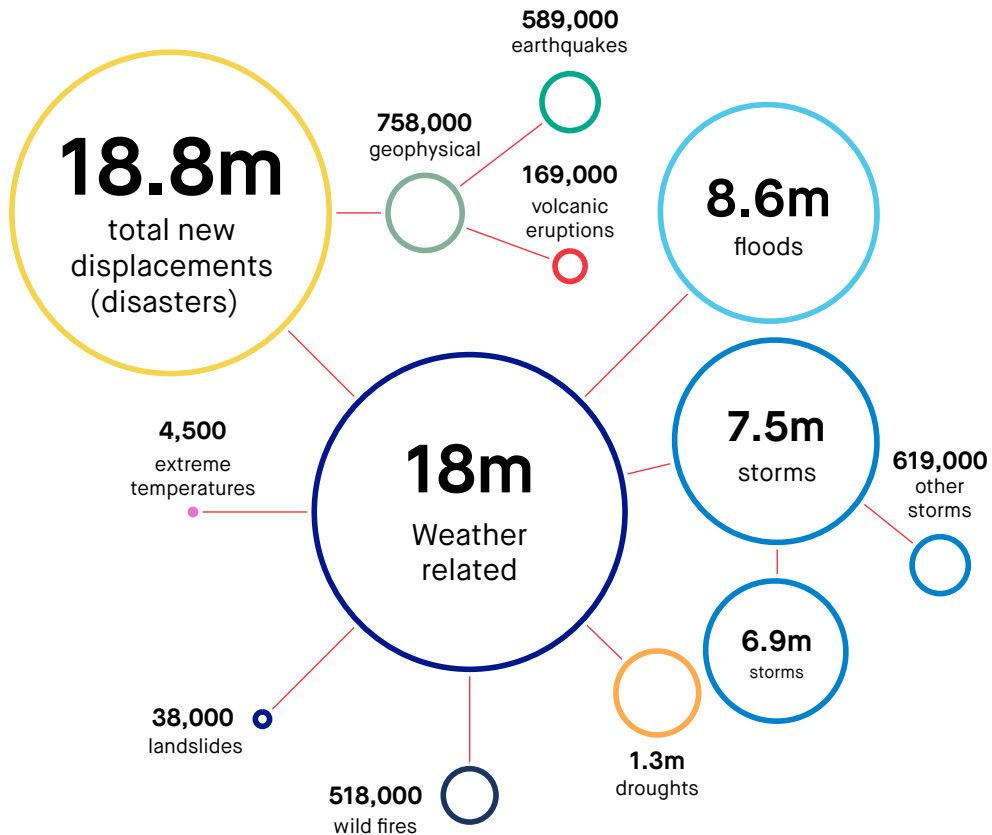 18.8m
total new
displacements
(disasters)
758,000
geophysical
589,000
earthquakes
169,000
volcanic
eruptions
8.6m
floods
18m
Weather
related
7.5m
storms
619,000
other
storms
6.9m
storms
4,500
extreme
temperatures
38,000
landslides
518,000
wild fires
1.3m
droughts